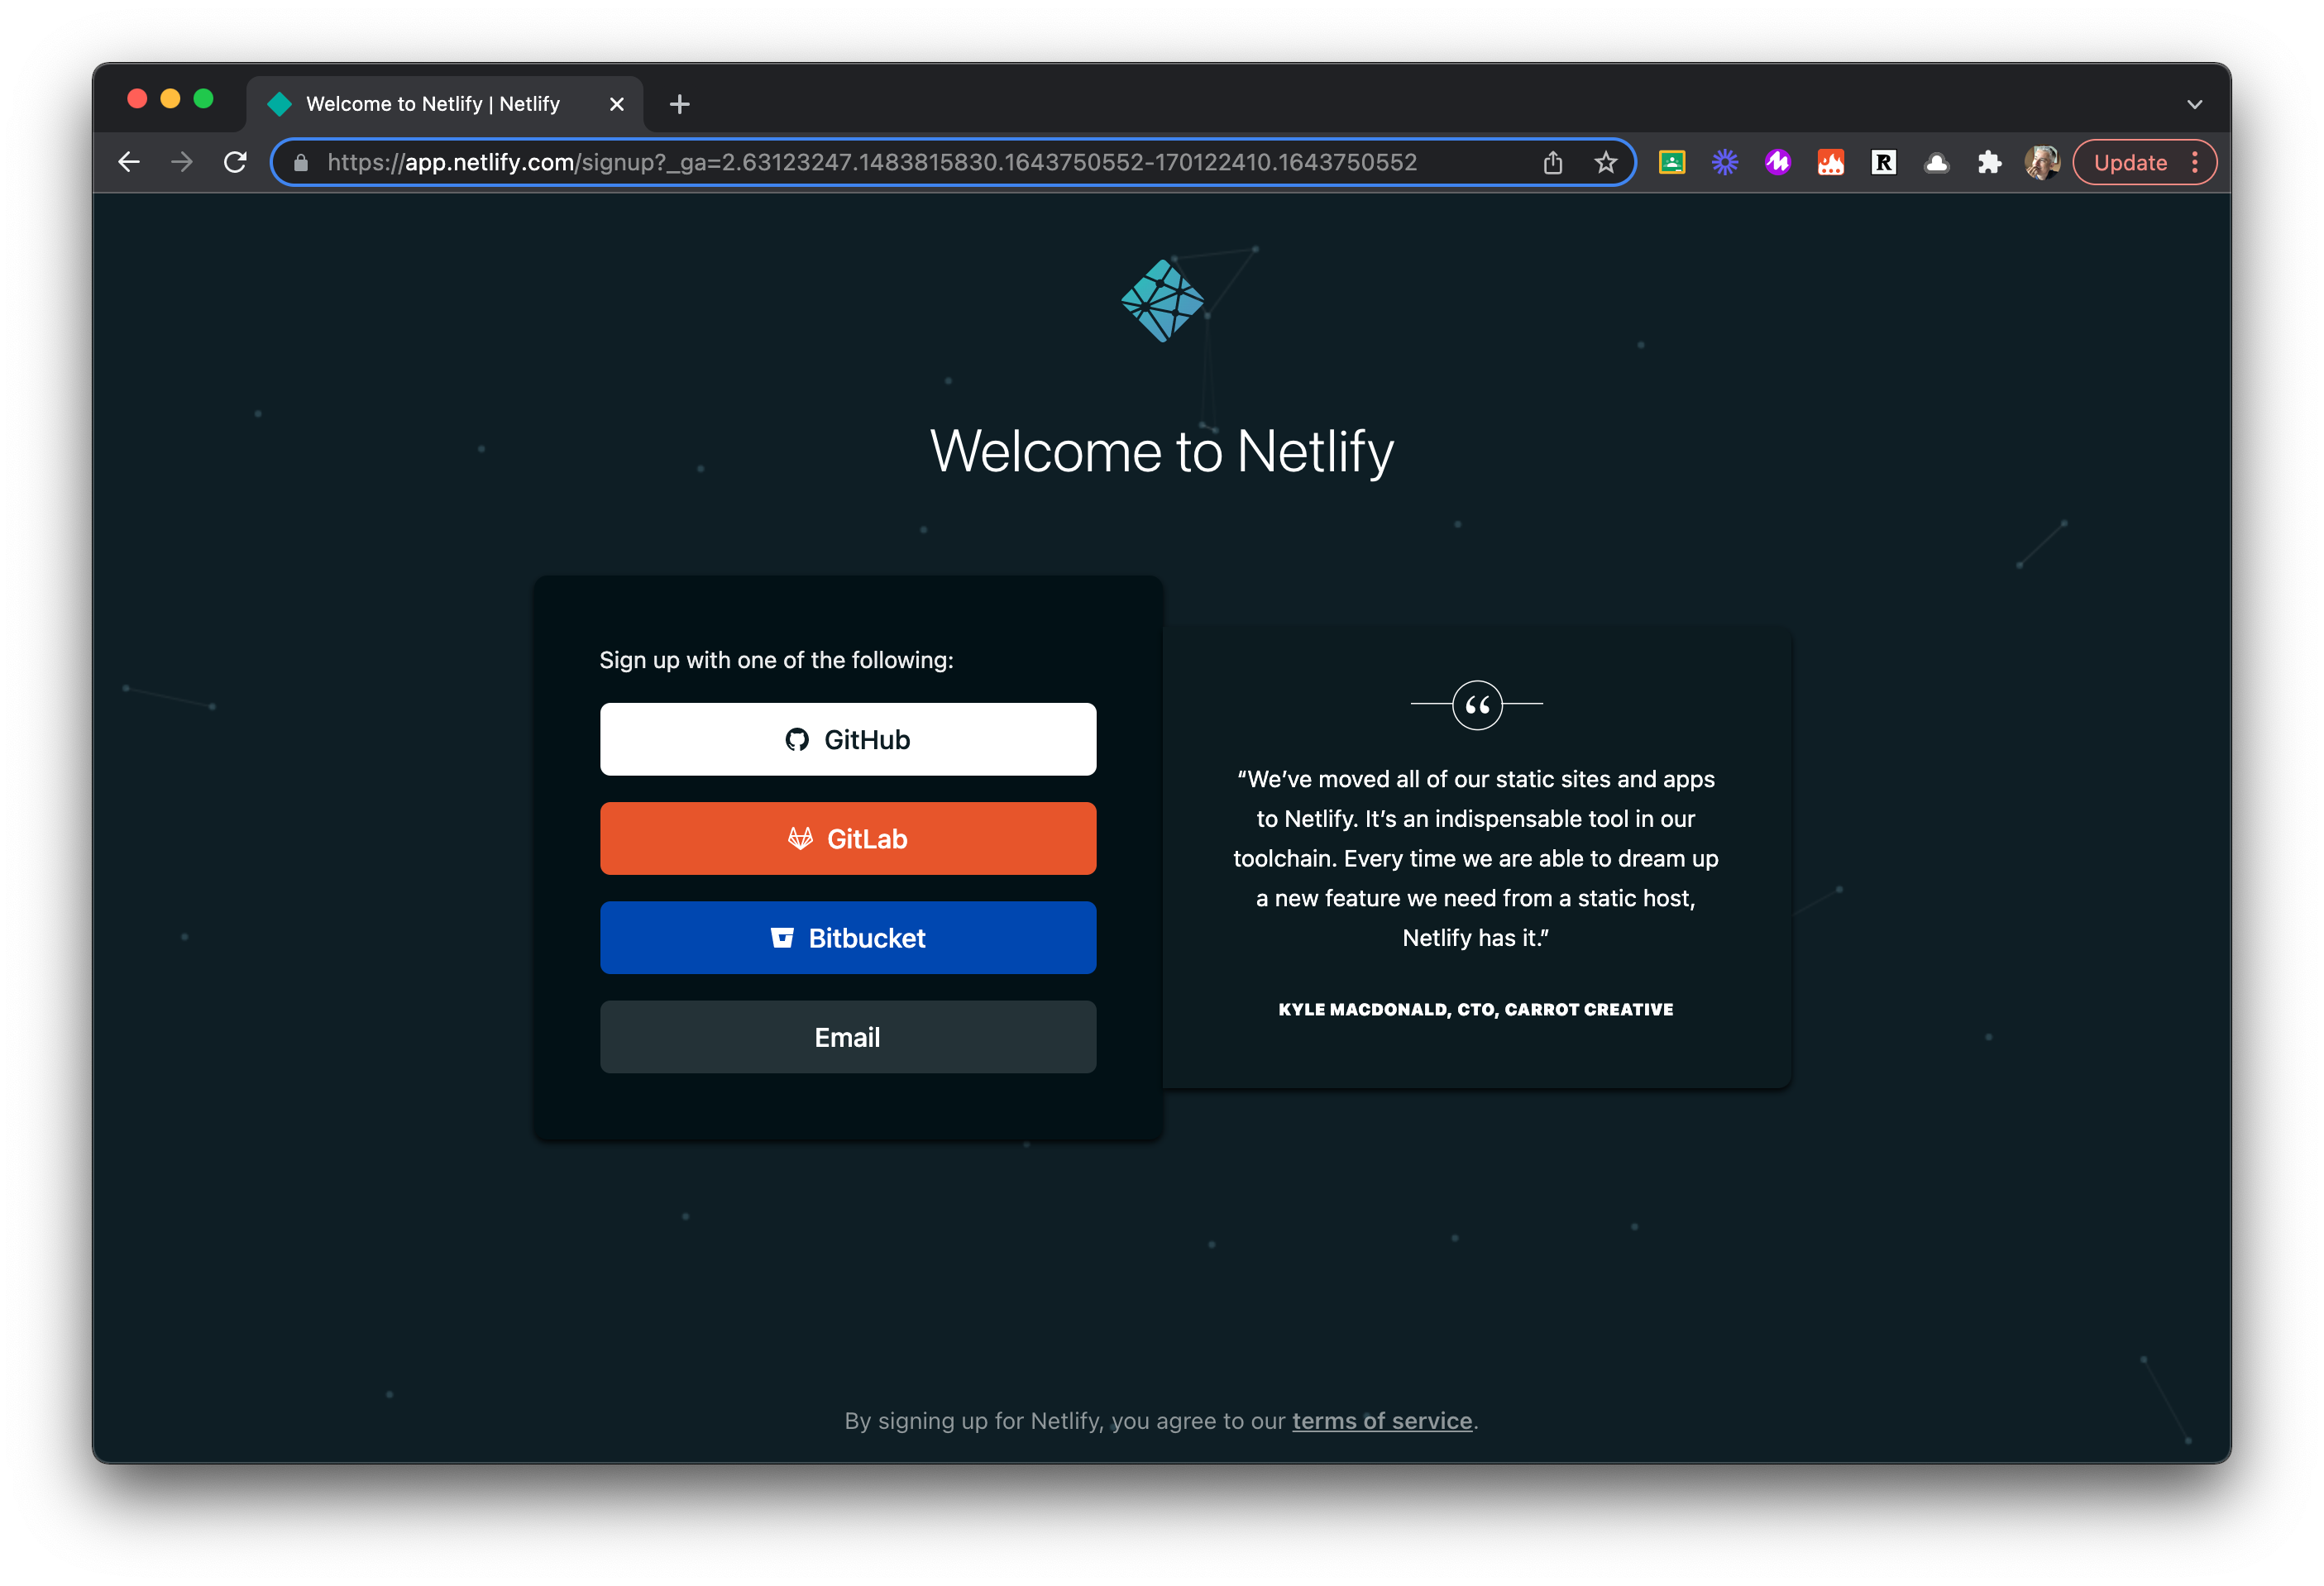 Welcome to Netlify | Netlify
https://app.netlify.com/signup?_ga=2.63123247.1483815830.1643750552-170122410.1643750552
R
Update
Welcome to Netlify
Sign up with one of the following:
GitHub
GitLab
Bitbucket
Email
“We’ve moved all of our static sites and apps
to Netlify. It’s an indispensable tool in our
toolchain. Every time we are able to dream up
a new feature we need from a static host,
Netlify has it.”
KYLE MACDONALD, CTO, CARROT CREATIVE
By signing up for Netlify, you agree to our terms of service.